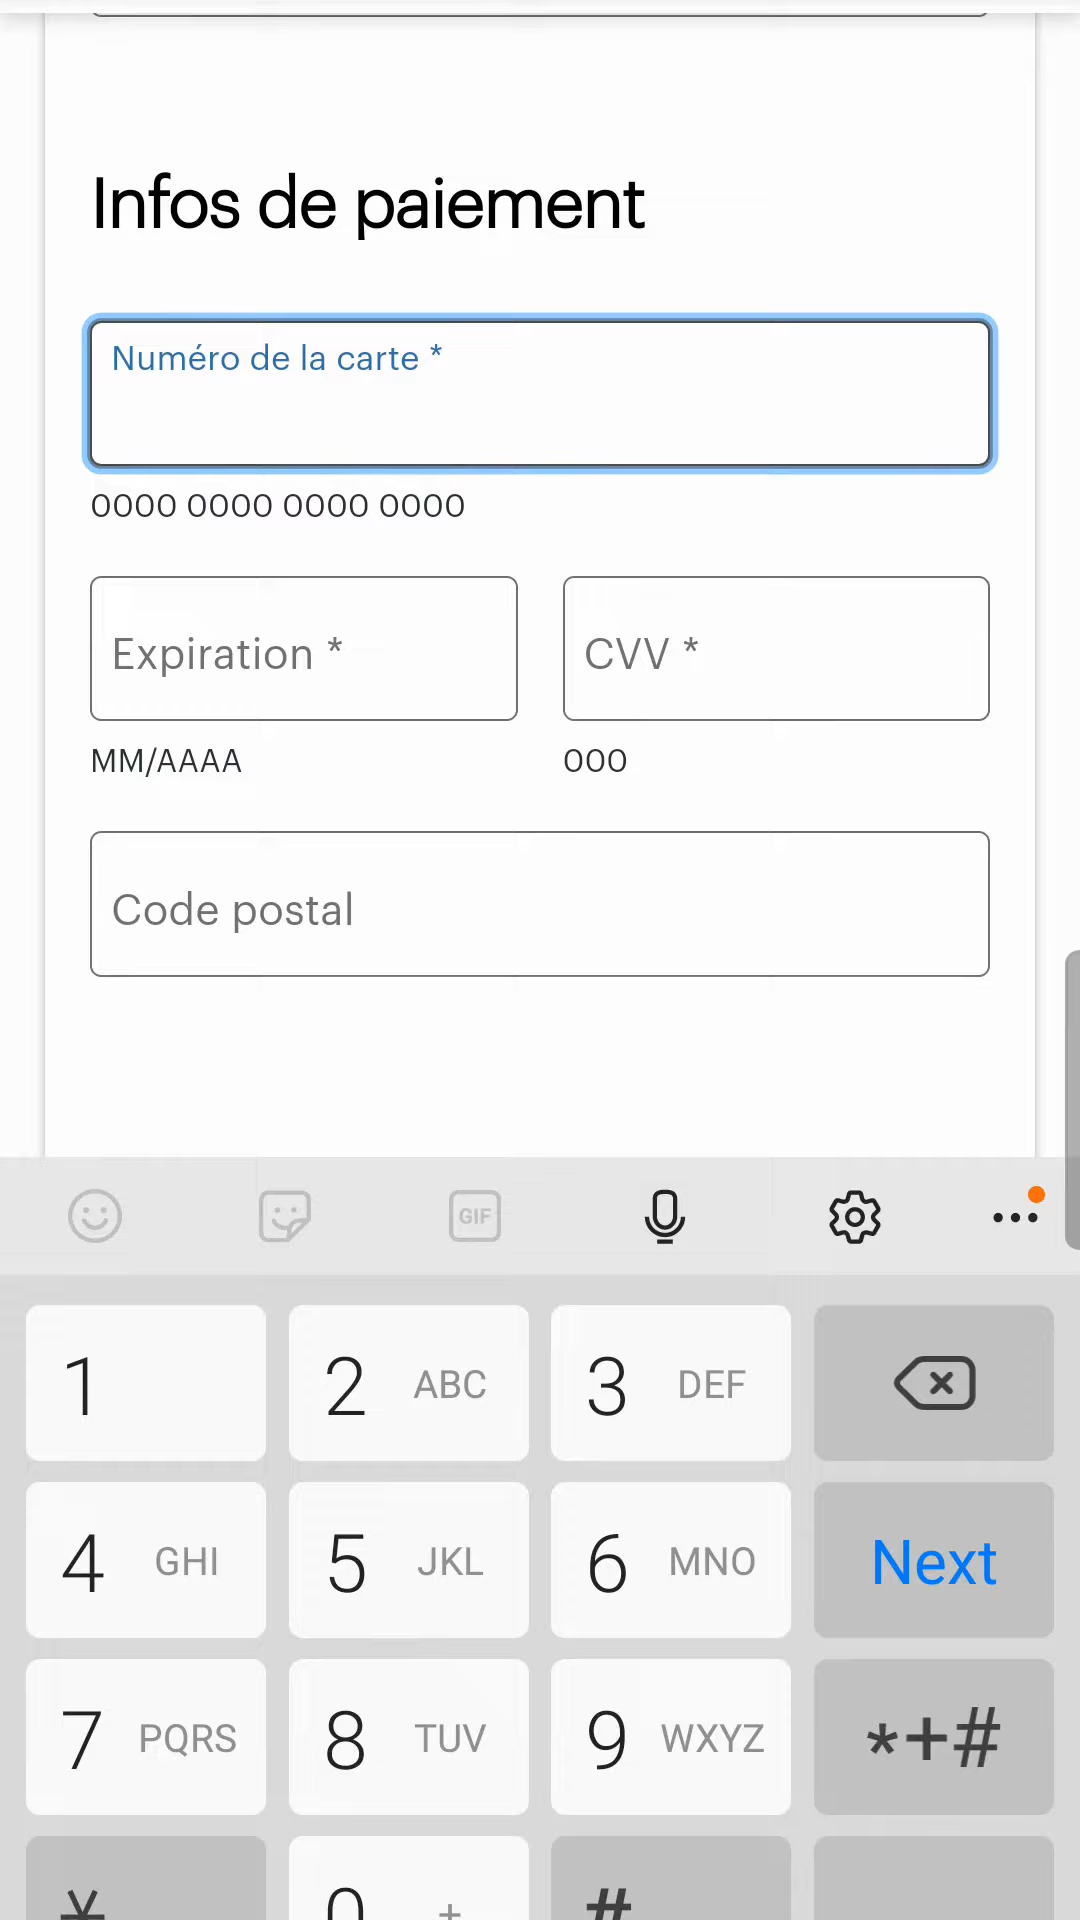 Infos de paiement
Numéro de la carte *
0000 0000 0000 0000
Expiration * CVV *
MM/AAAA 000
Code postal
GIF
1 2 ABC 3 DEF
4 GHI 5 JKL 6 MNO Next
7 PQRS 8 TUV 9 WXYZ *+#
* 0 + #